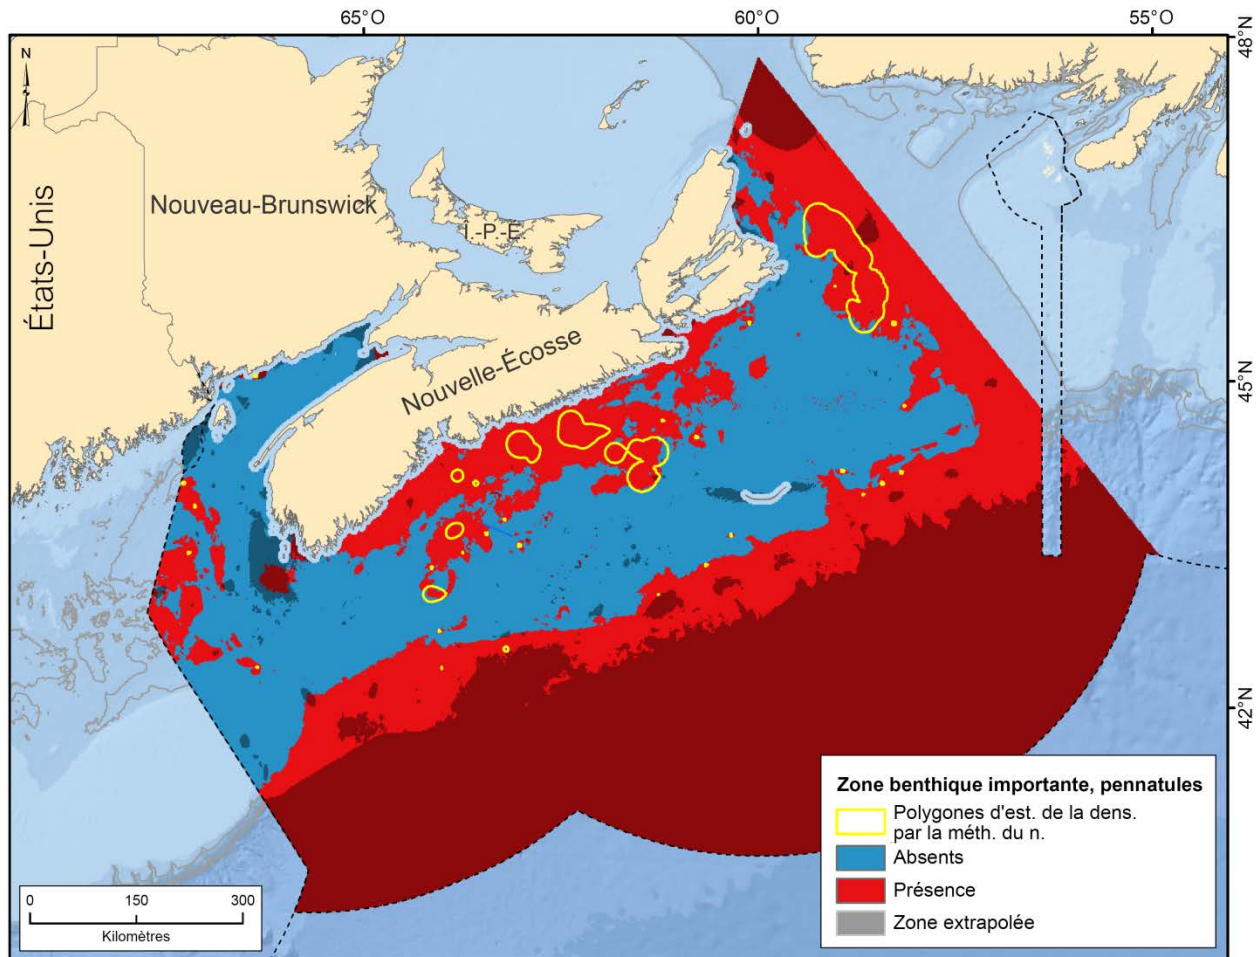 65°O
60°O
55°O
48°N
N
États-Unis
Nouveau-Brunswick
Î.-P.-E.
Nouvelle-Écosse
45°N
42°N
Zone benthique importante, pennatules
Polygones d'est. de la dens.
par la méth. du n.
Absents
Présence
Zone extrapolée
0 150 300
Kilomètres